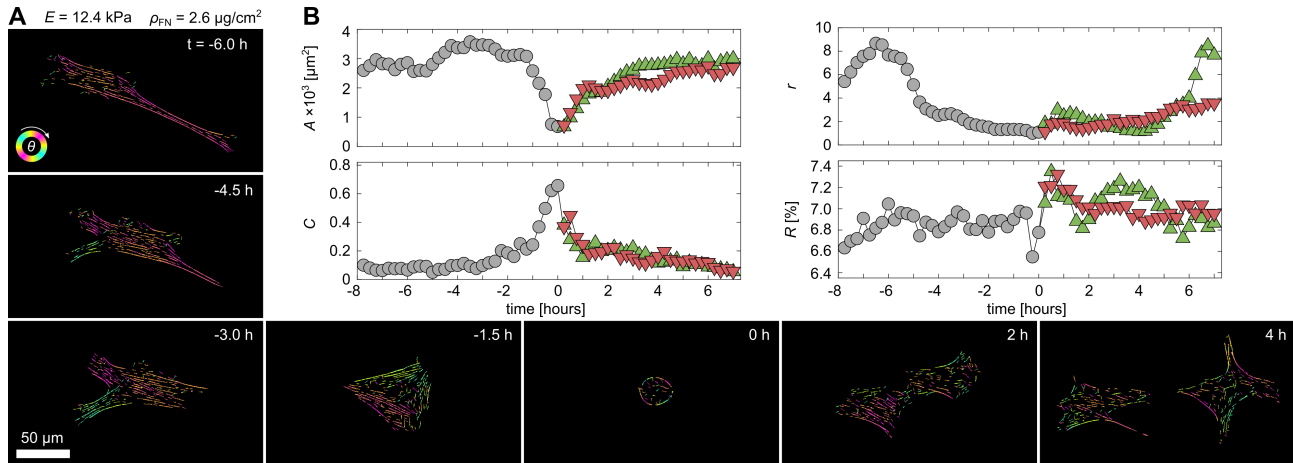 A
E = 12.4 kPa ρFN = 2.6 µg/cm²
t = -6.0 h
θ
-4.5 h
-3.0 h
50 µm
-1.5 h
0 h
2 h
4 h
B
A ×10³ [µm²]
4
3
2
1
0
C
0.8
0.6
0.4
0.2
0
-8 -6 -4 -2 0 2 4 6
time [hours]
r
10
8
6
4
2
0
R [%]
7.4
7.2
7.0
6.8
6.6
6.4
-8 -6 -4 -2 0 2 4 6
time [hours]